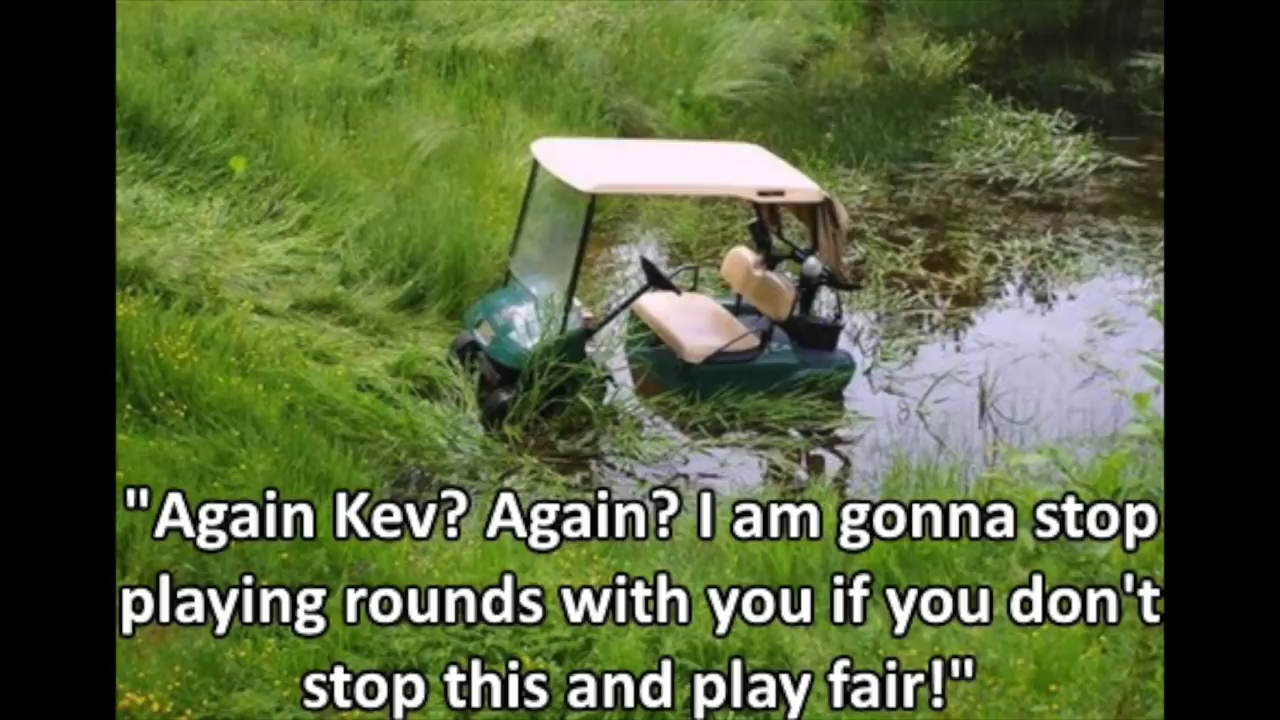 "Again Kev? Again? I am gonna stop
playing rounds with you if you don't
stop this and play fair!"